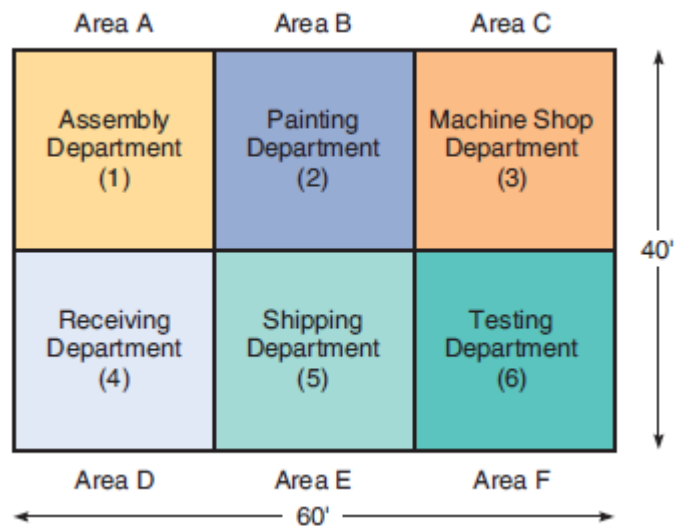 Area A
Area B
Area C
Assembly
Department
(1)
Painting
Department
(2)
Machine Shop
Department
(3)
40'
Receiving
Department
(4)
Shipping
Department
(5)
Testing
Department
(6)
Area D
Area E
Area F
60'